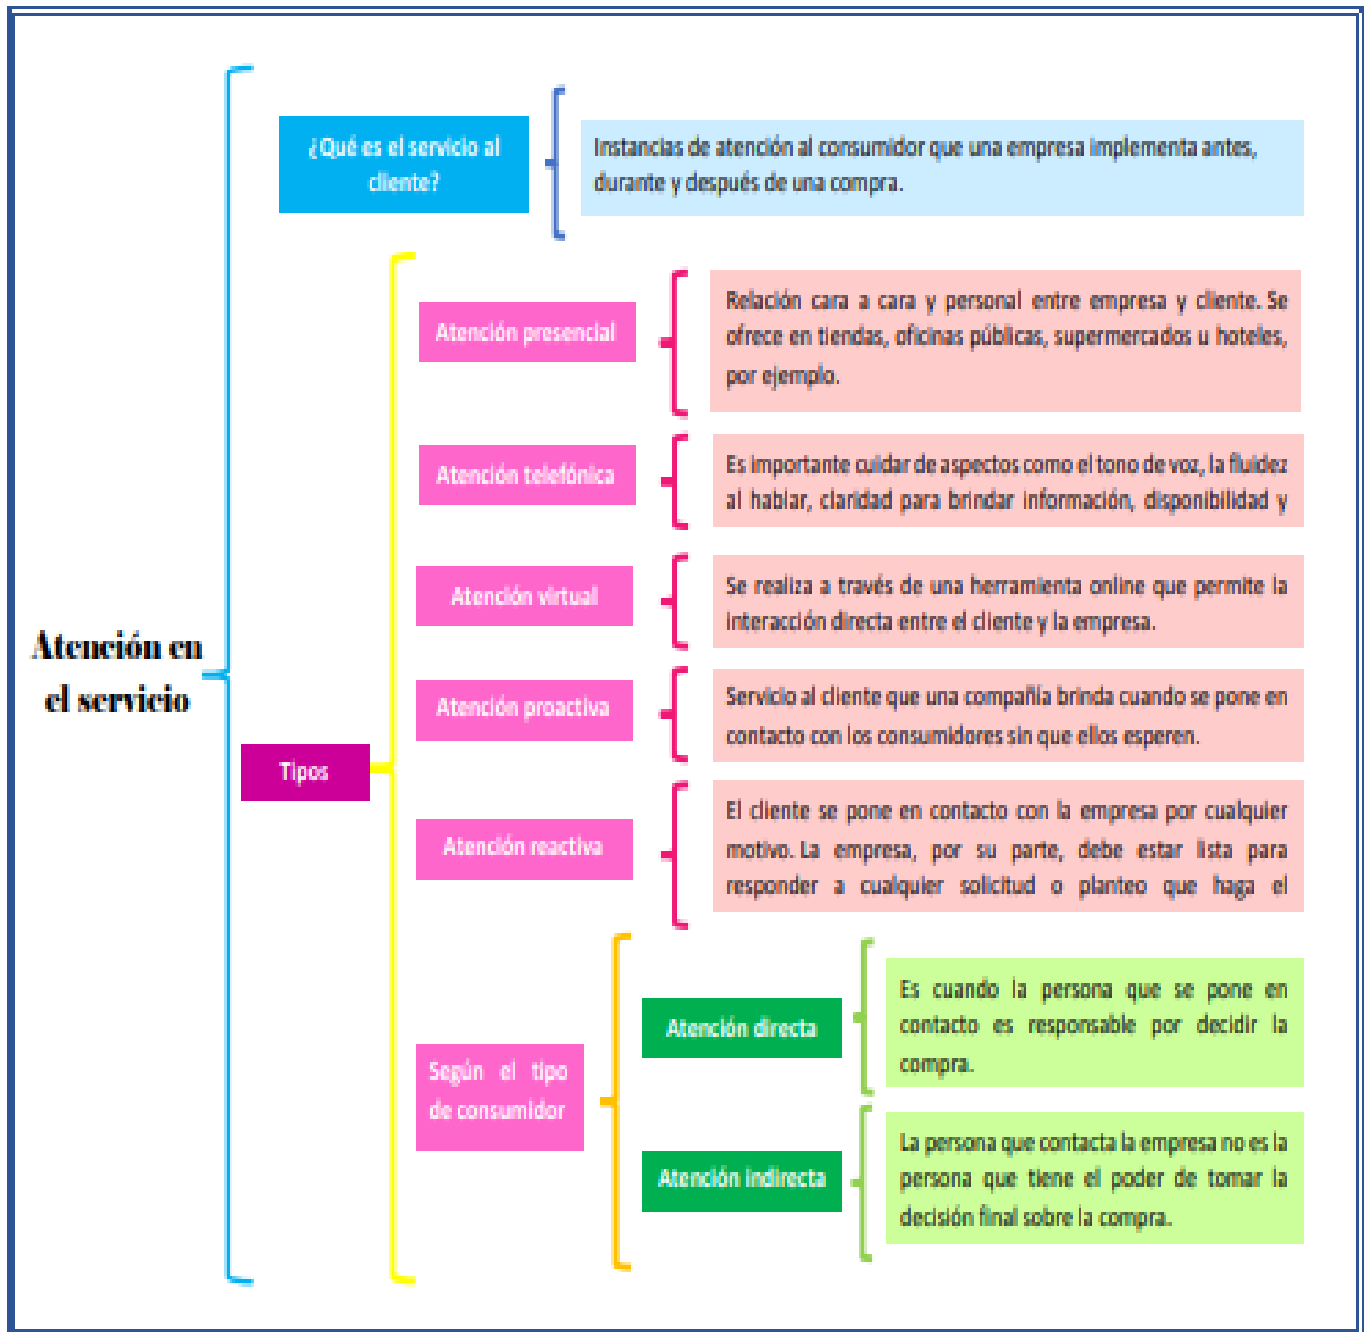 ¿Qué es el servicio al
cliente?
Instancias de atención al consumidor que una empresa implementa antes,
durante y después de una compra.
Atención presencial
Relación cara a cara y personal entre empresa y cliente. Se
ofrece en tiendas, oficinas públicas, supermercados u hoteles,
por ejemplo.
Atención telefónica
Es importante cuidar de aspectos como el tono de voz, la fluidez
al hablar, claridad para brindar información, disponibilidad y
Atención virtual
Se realiza a través de una herramienta online que permite la
interacción directa entre el cliente y la empresa.
Atención en
el servicio
Atención proactiva
Servicio al cliente que una compañía brinda cuando se pone en
contacto con los consumidores sin que ellos esperen.
Tipos
Atención reactiva
El cliente se pone en contacto con la empresa por cualquier
motivo. La empresa, por su parte, debe estar lista para
responder a cualquier solicitud o planteo que haga el
Según el tipo
de consumidor
Atención directa
Es cuando la persona que se pone en
contacto es responsable por decidir la
compra.
Atención indirecta
La persona que contacta la empresa no es la
persona que tiene el poder de tomar la
decisión final sobre la compra.